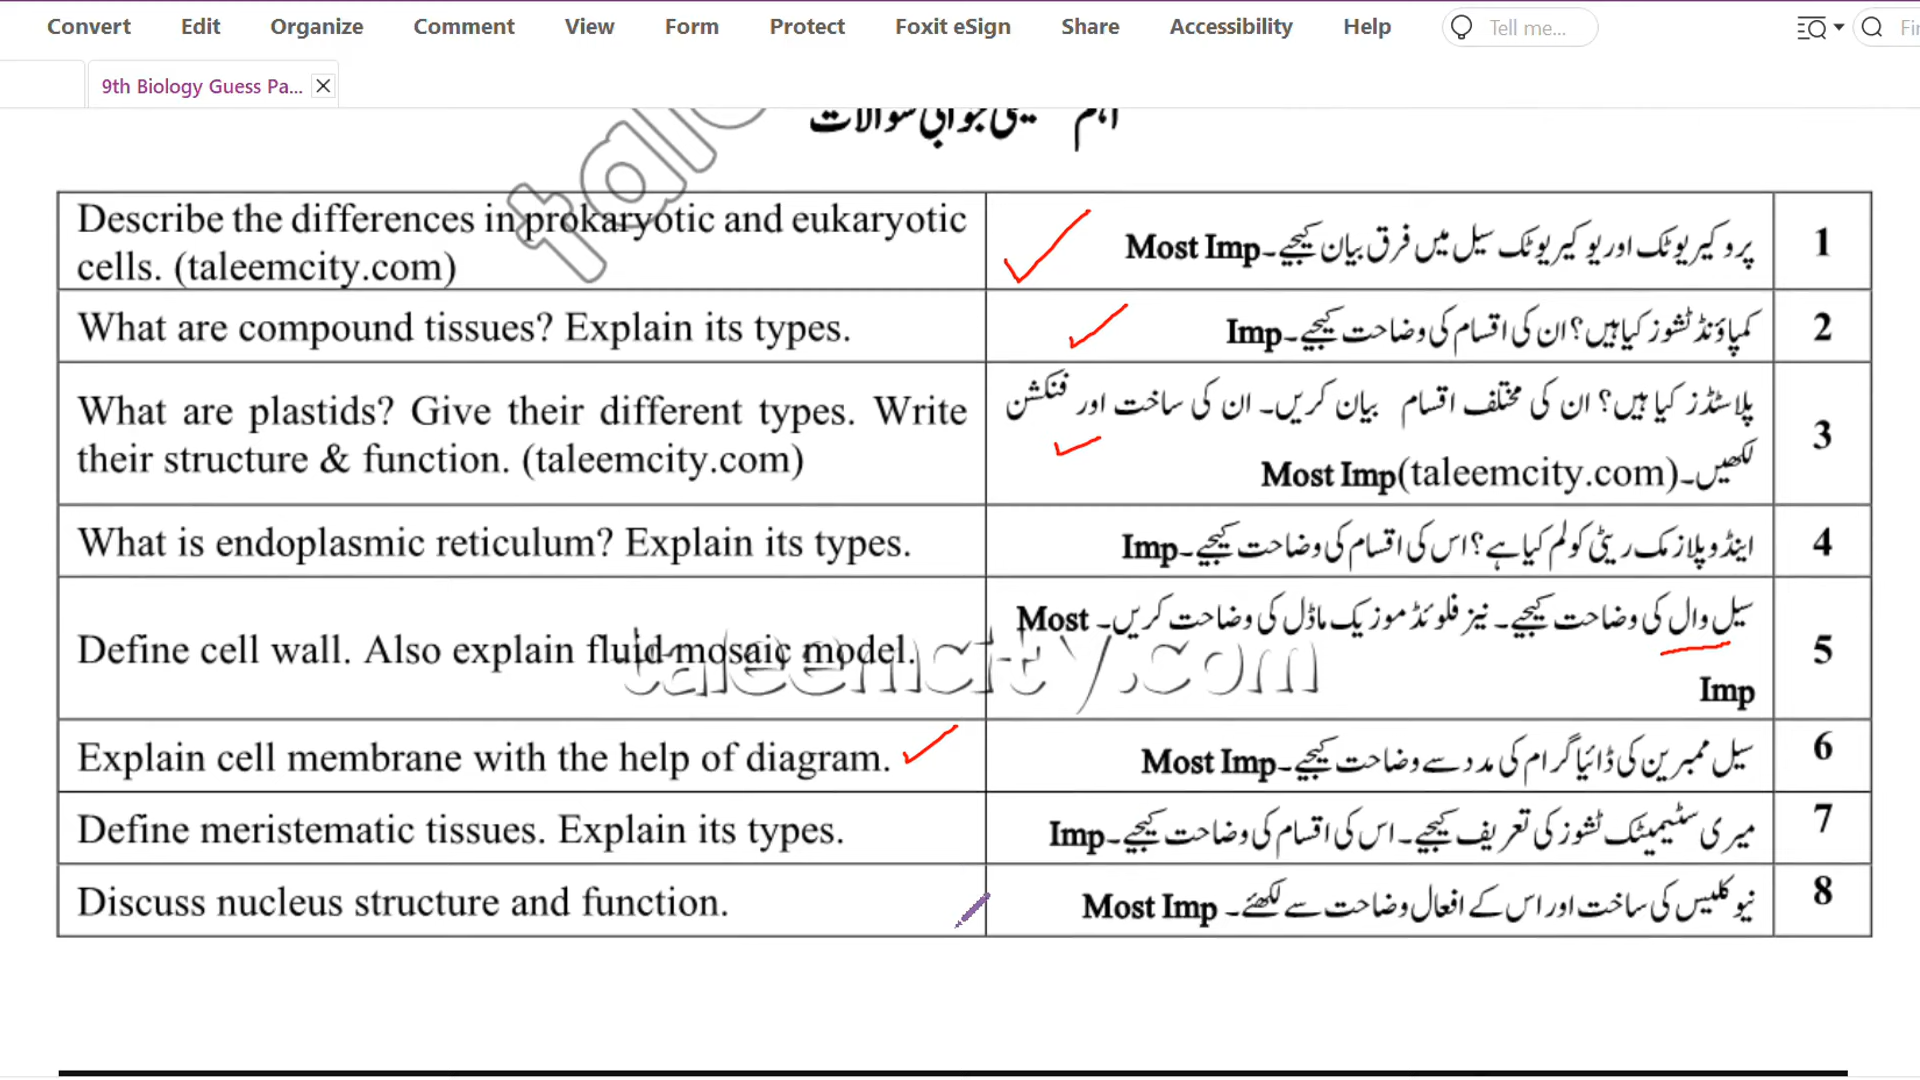 Convert Edit Organize Comment View Form Protect Foxit eSign Share Accessibility Help Tell me...
9th Biology Guess Pa...
Describe the differences in prokaryotic and eukaryotic
cells. (taleemcity.com)
پروکیریوٹک اور یوکیریوٹک سیل میں فرق بیان کیجیے۔ Most Imp
1
What are compound tissues? Explain its types.
کمپاؤنڈ ٹشوز کیا ہیں؟ ان کی اقسام کی وضاحت کیجیے۔ Imp
2
What are plastids? Give their different types. Write
their structure & function. (taleemcity.com)
پلاسٹڈز کیا ہیں؟ ان کی مختلف اقسام بیان کریں۔ ان کی ساخت اور فنکشن
لکھیں۔ (taleemcity.com) Most Imp
3
What is endoplasmic reticulum? Explain its types.
اینڈوپلازمک ریٹی کولم کیا ہے؟ اس کی اقسام کی وضاحت کیجیے۔ Imp
4
Define cell wall. Also explain fluid mosaic model.
سیل وال کی وضاحت کیجیے۔ نیز فلوئڈ موزیک ماڈل کی وضاحت کریں۔ Most
Imp
5
taleemcity.com
Explain cell membrane with the help of diagram.
سیل ممبرین کی ڈائیاگرام کی مدد سے وضاحت کیجیے۔ Most Imp
6
Define meristematic tissues. Explain its types.
میری سٹیمیٹک ٹشوز کی تعریف کیجیے۔ اس کی اقسام کی وضاحت کیجیے۔ Imp
7
Discuss nucleus structure and function.
نیوکلیس کی ساخت اور اس کے افعال وضاحت سے لکھئے۔ Most Imp
8